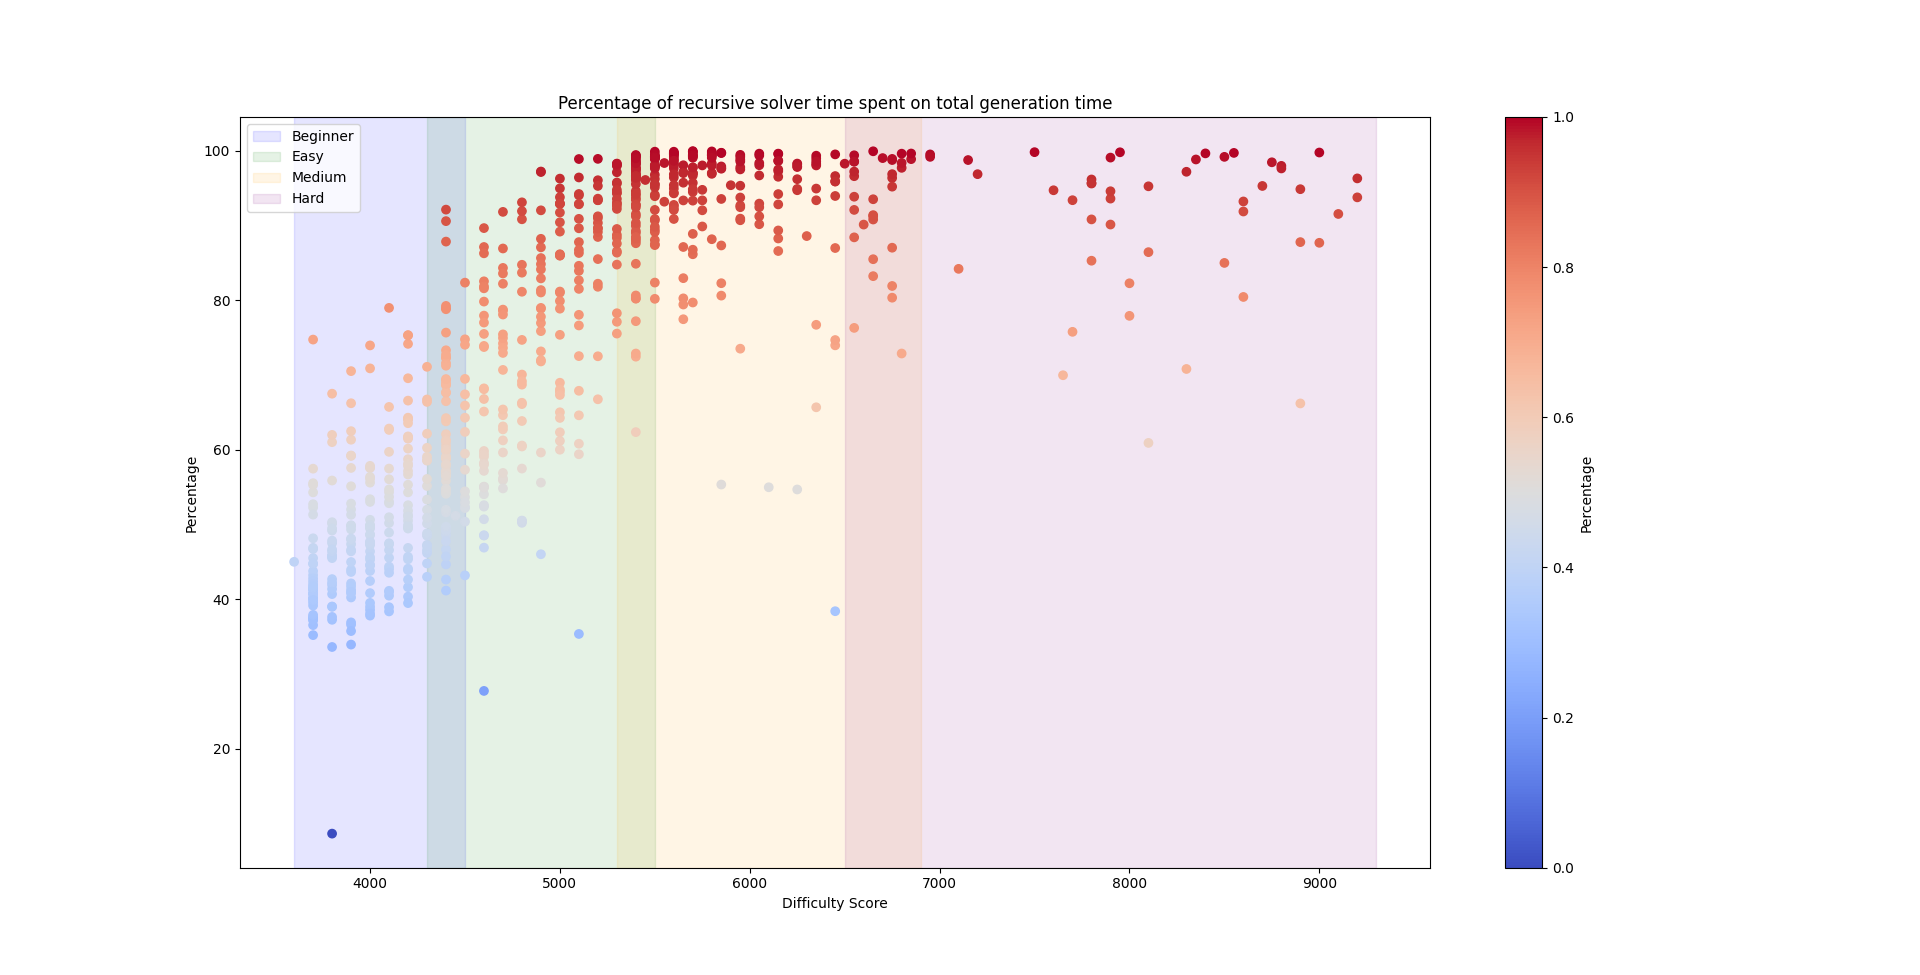 Percentage of recursive solver time spent on total generation time
Beginner
Easy
Medium
Hard
100
80
60
40
20
Percentage
4000 5000 6000 7000 8000 9000
Difficulty Score
1.0
0.8
0.6
0.4
0.2
0.0
Percentage